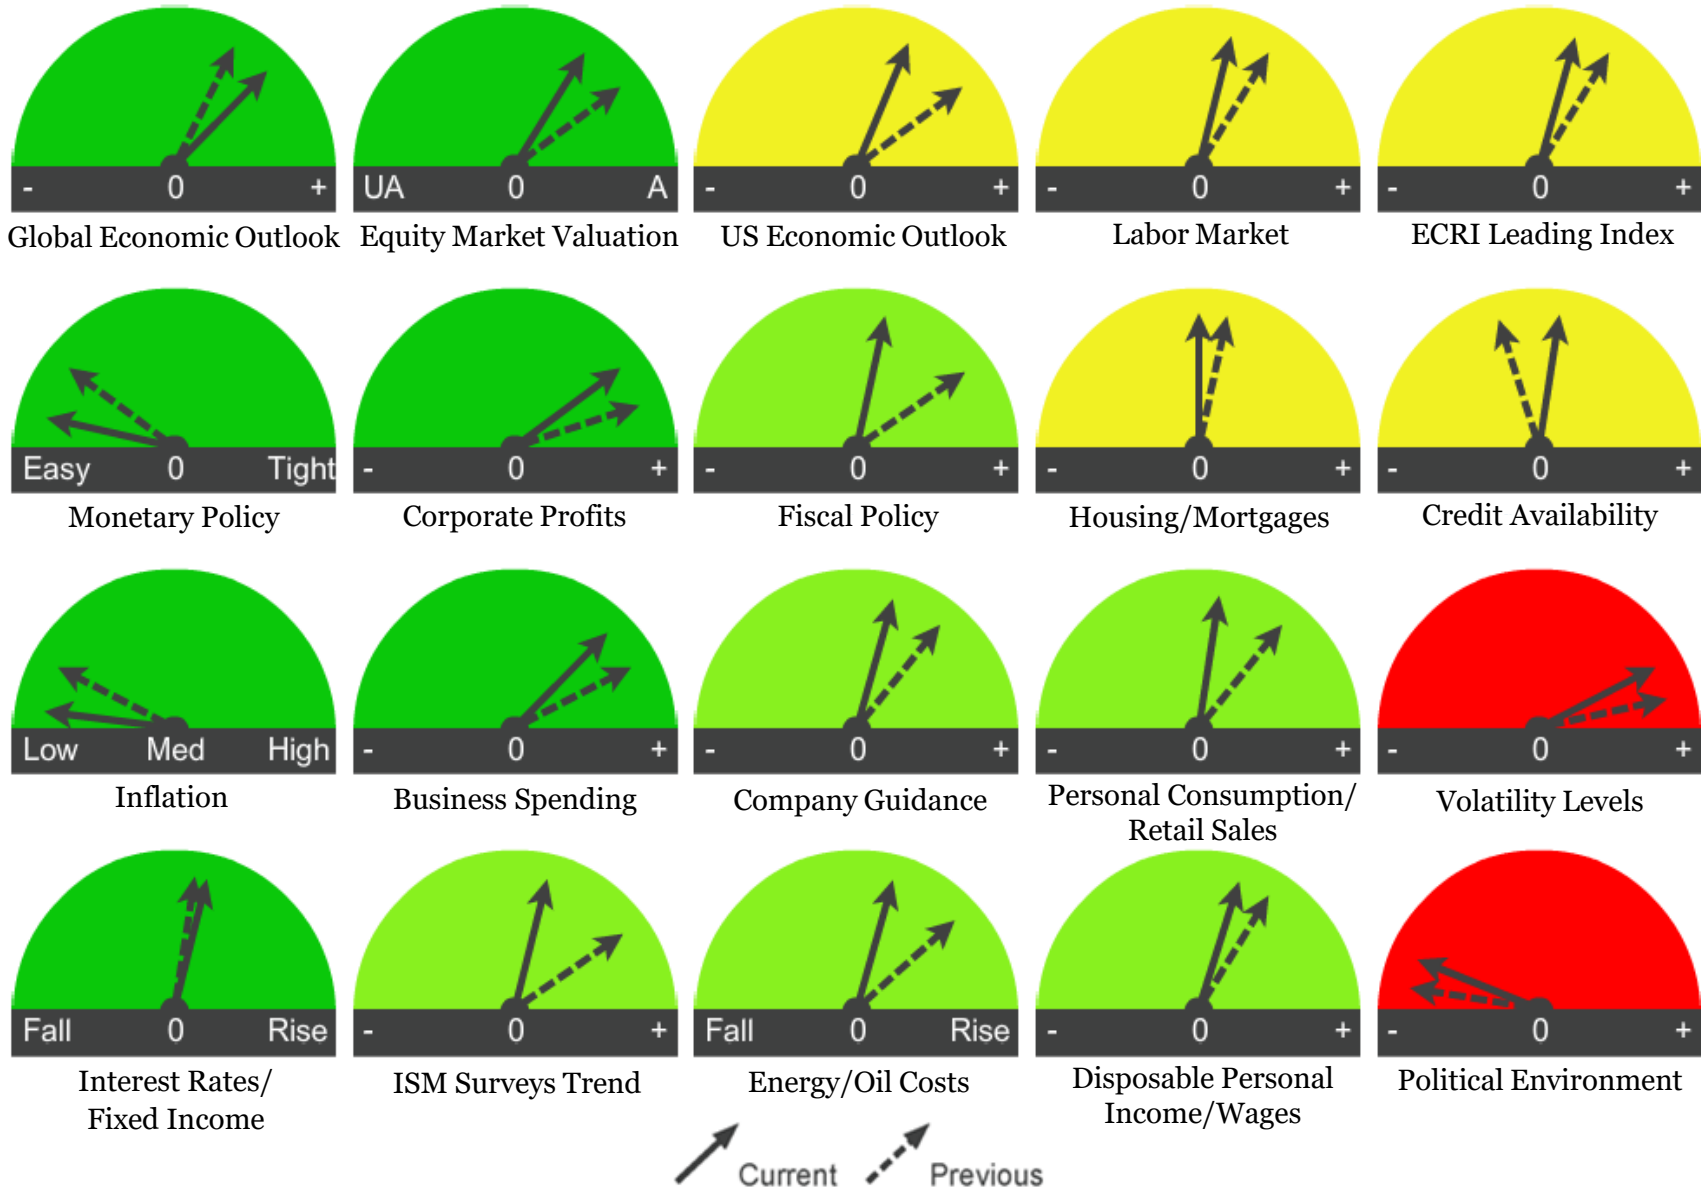 - 0 +
UA 0 A
- 0 +
- 0 +
- 0 +
Global Economic Outlook
Equity Market Valuation
US Economic Outlook
Labor Market
ECRI Leading Index
Easy 0 Tight
- 0 +
- 0 +
- 0 +
- 0 +
Monetary Policy
Corporate Profits
Fiscal Policy
Housing/Mortgages
Credit Availability
Low Med High
- 0 +
- 0 +
- 0 +
- 0 +
Inflation
Business Spending
Company Guidance
Personal Consumption/
Retail Sales
Volatility Levels
Fall 0 Rise
- 0 +
Fall 0 Rise
- 0 +
- 0 +
Interest Rates/
Fixed Income
ISM Surveys Trend
Energy/Oil Costs
Disposable Personal
Income/Wages
Political Environment
Current
Previous